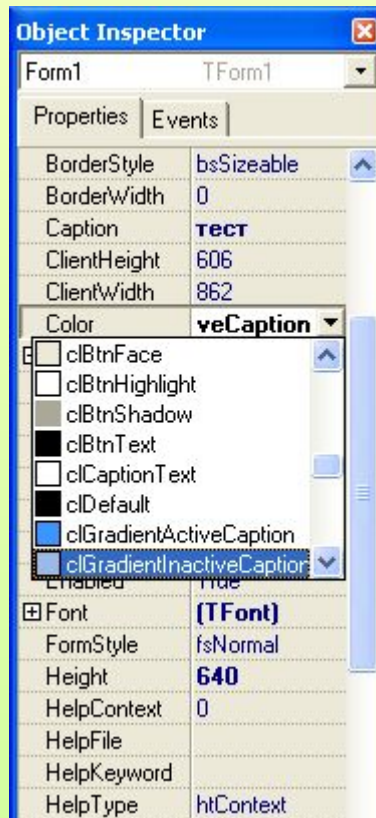 Object Inspector
Form1 TForm1
Properties Events
BorderStyle bsSizeable
BorderWidth 0
Caption тест
ClientHeight 606
ClientWidth 862
Color veCaption
clBtnFace
clBtnHighlight
clBtnShadow
clBtnText
clCaptionText
clDefault
clGradientActiveCaption
clGradientInactiveCaption
Enabled True
Font (TFont)
FormStyle fsNormal
Height 640
HelpContext 0
HelpFile
HelpKeyword
HelpType htContext